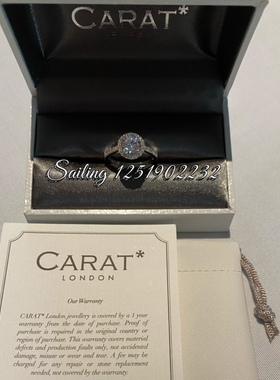 CARAT*
Sailing 1251902232
CARAT*
LONDON
Our Warranty
CARAT* London jewellery is covered by a 1 year
warranty from the date of purchase. Proof of
purchase is required in the original country or
region of purchase. This warranty covers material
defects and production faults only, not accidental
damage, misuse or wear and tear. A fee may be
charged for any repair or stone replacement
needed, not covered by the warranty.